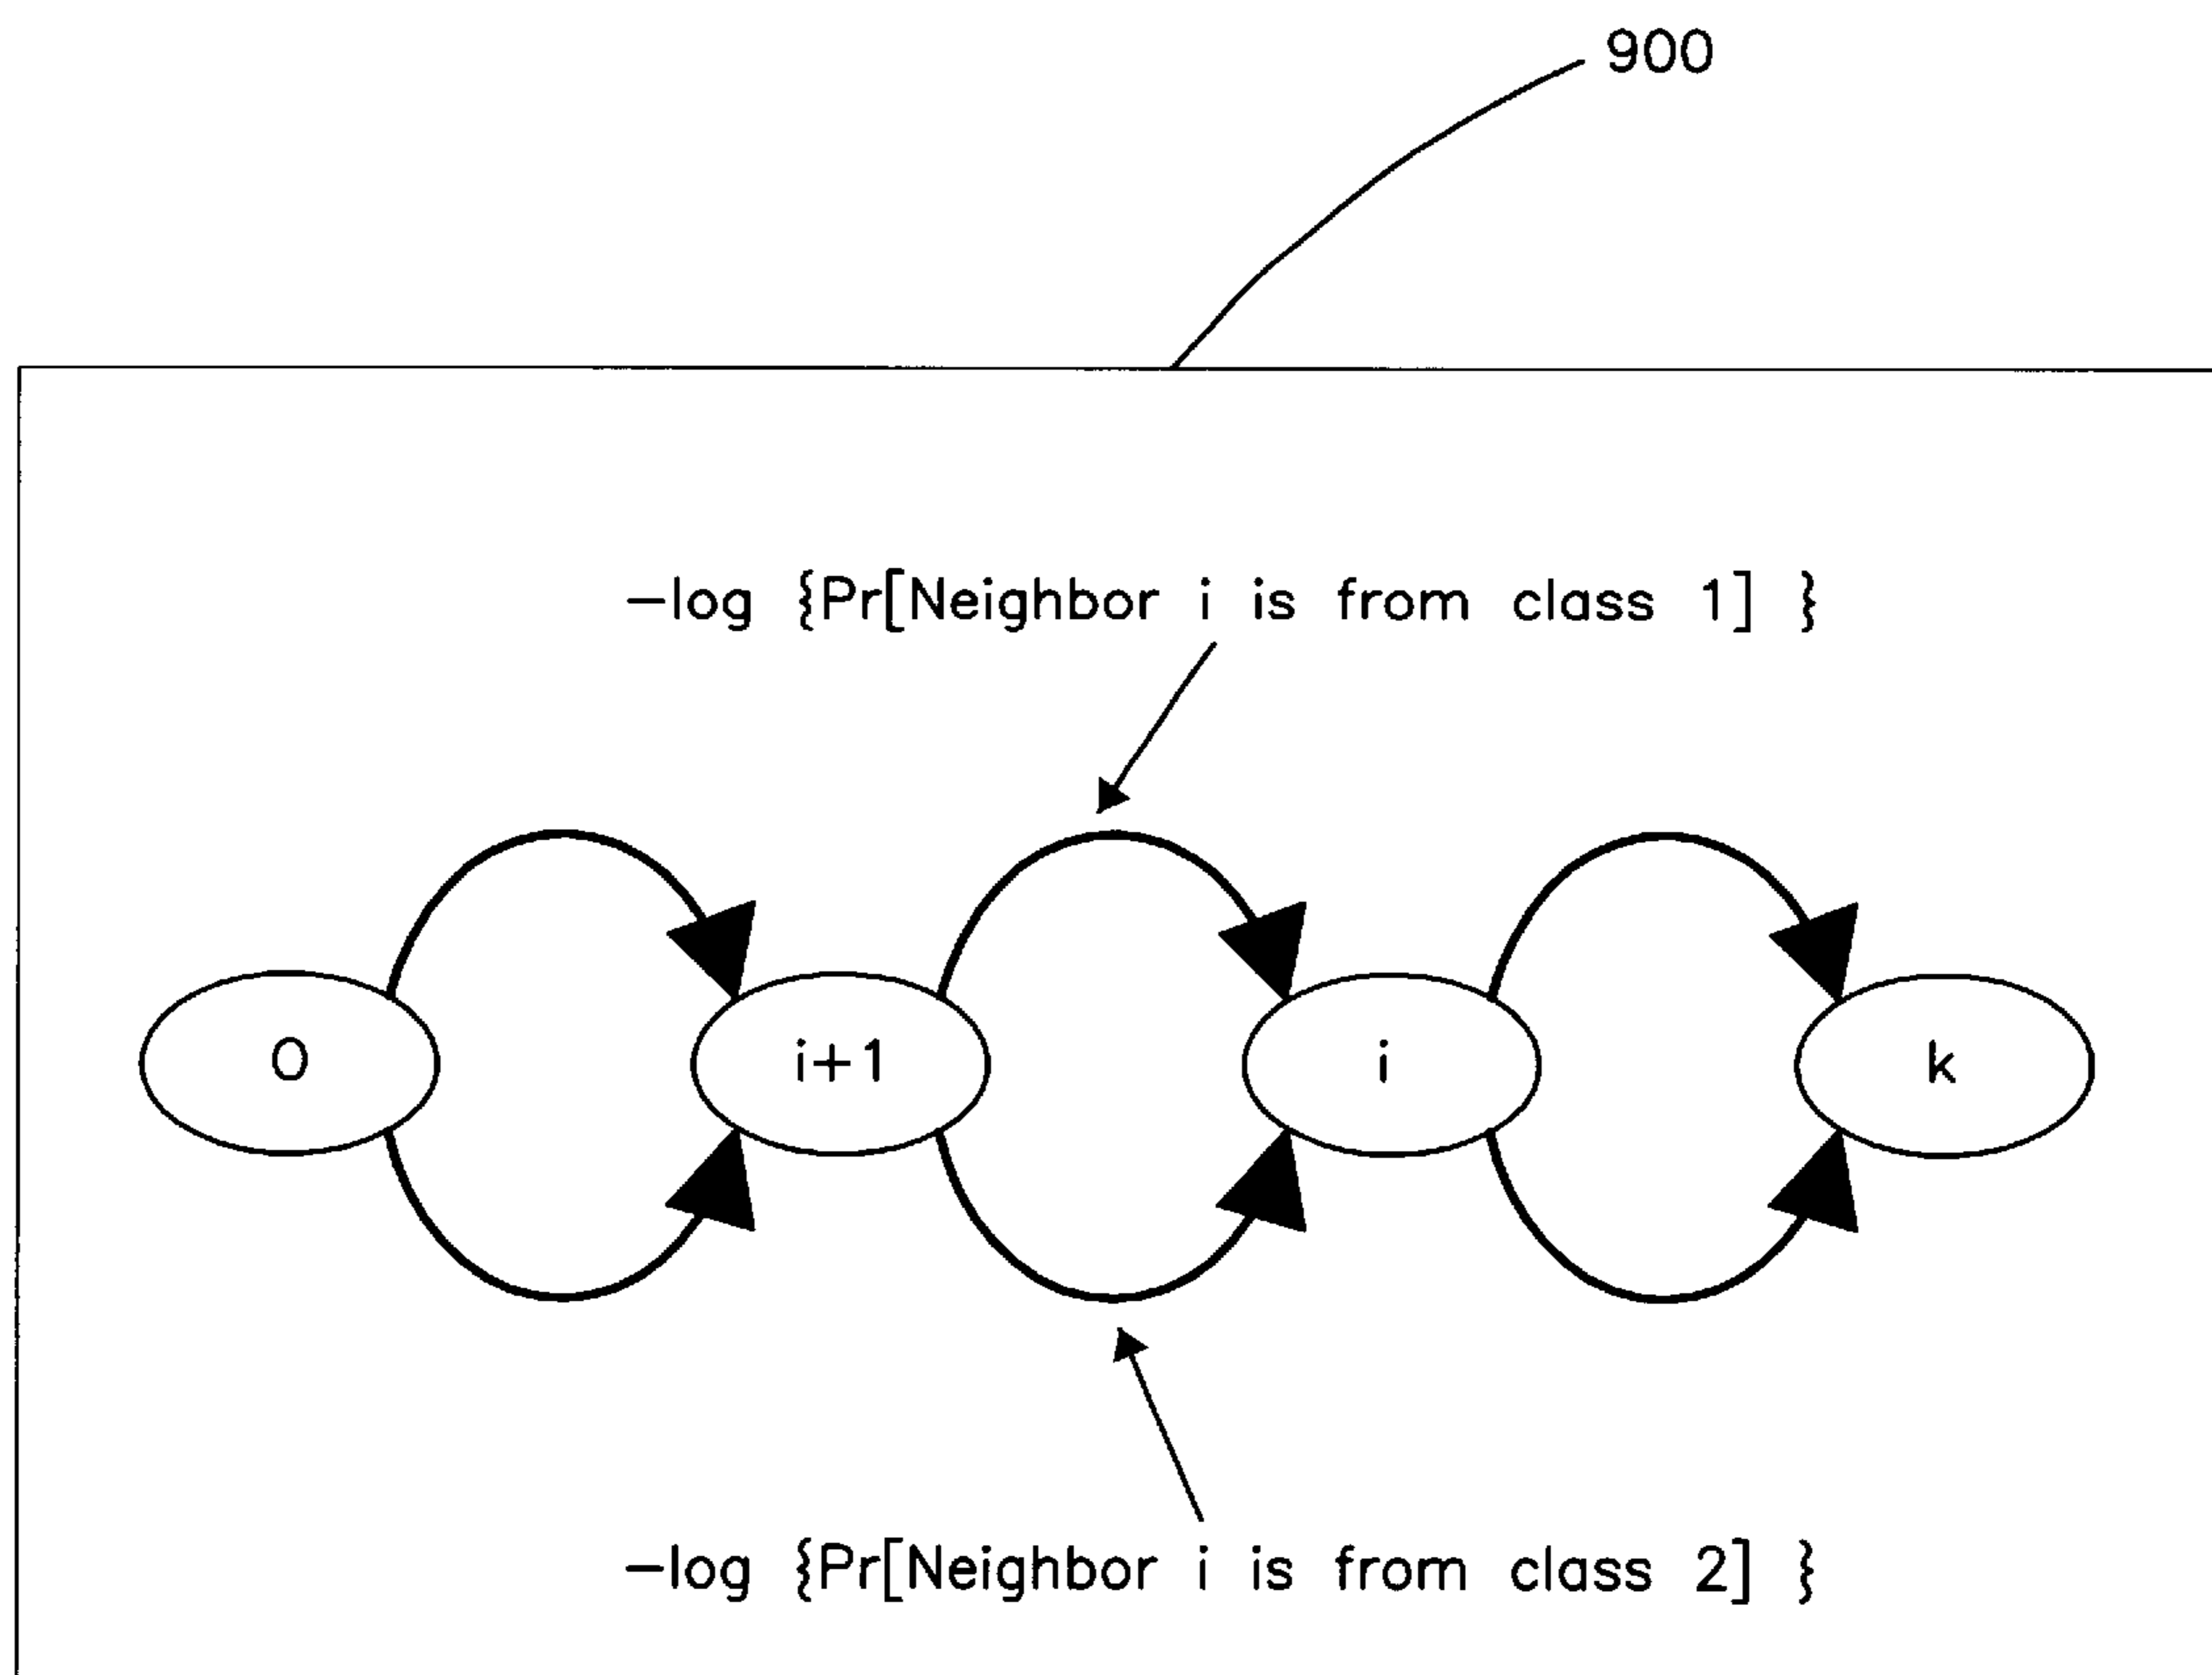 900
—log {Pr[Neighbor i is from class 1] }
0 i+1 i k
—log {Pr[Neighbor i is from class 2] }